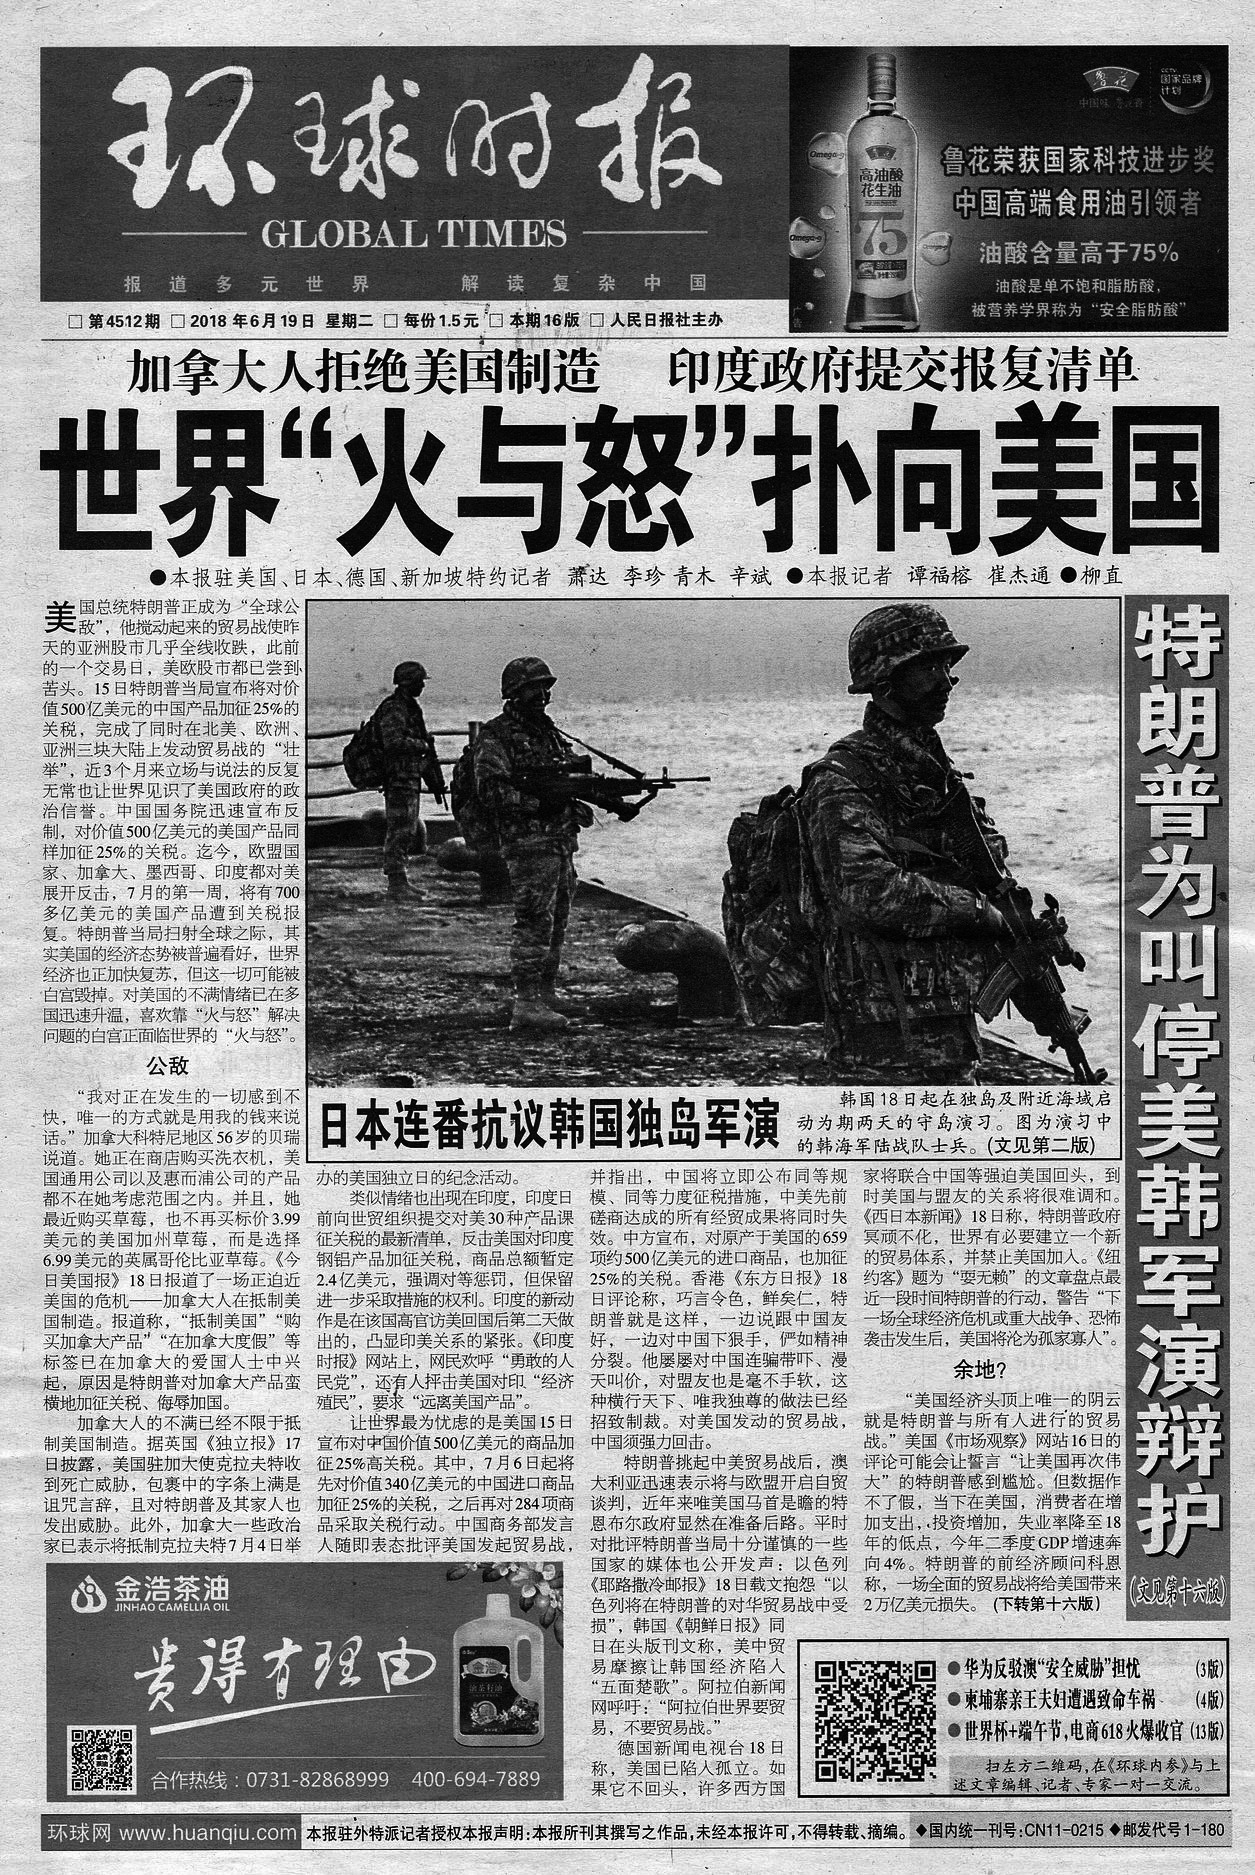 环球时报
GLOBAL TIMES
报道多元世界 解读复杂中国
鲁花
中国味 鲁花香
CCTV
国家品牌
计划
Omega-9
Omega-9
Omega-9
鲁花
高油酸
花生油
75
鲁花荣获国家科技进步奖
中国高端食用油引领者
油酸含量高于75%
油酸是单不饱和脂肪酸，
被营养学界称为“安全脂肪酸”
广告
□ 第4512期 □ 2018年6月19日 星期二 □ 每份1.5元 □ 本期16版 □ 人民日报社主办
加拿大人拒绝美国制造 印度政府提交报复清单
世界“火与怒”扑向美国
●本报驻美国、日本、德国、新加坡特约记者 萧达 李珍 青木 辛斌 ●本报记者 谭福榕 崔杰通 ●柳直
美国总统特朗普正成为“全球公
敌”，他搅动起来的贸易战使昨
天的亚洲股市几乎全线收跌，此前
的一个交易日，美欧股市都已尝到
苦头。15日特朗普当局宣布将对价
值500亿美元的中国产品加征25%的
关税，完成了同时在北美、欧洲、
亚洲三块大陆上发动贸易战的“壮
举”，近3个月来立场与说法的反复
无常也让世界见识了美国政府的政
治信誉。中国国务院迅速宣布反
制，对价值500亿美元的美国产品同
样加征25%的关税。迄今，欧盟国
家、加拿大、墨西哥、印度都对美
展开反击，7月的第一周，将有700
多亿美元的美国产品遭到关税报
复。特朗普当局扫射全球之际，其
实美国的经济态势被普遍看好，世界
经济也正加快复苏，但这一切可能被
白宫毁掉。对美国的不满情绪已在多
国迅速升温，喜欢靠“火与怒”解决
问题的白宫正面临世界的“火与怒”。
公敌
“我对正在发生的一切感到不
快，唯一的方式就是用我的钱来说
话。”加拿大科特尼地区56岁的贝瑞
说道。她正在商店购买洗衣机，美
国通用公司以及惠而浦公司的产品
都不在她考虑范围之内。并且，她
最近购买草莓，也不再买标价3.99
美元的美国加州草莓，而是选择
6.99美元的英属哥伦比亚草莓。《今
日美国报》18日报道了一场正迫近
美国的危机——加拿大人在抵制美
国制造。报道称，“抵制美国”“购
买加拿大产品”“在加拿大度假”等
标签已在加拿大的爱国人士中兴
起，原因是特朗普对加拿大产品蛮
横地加征关税、侮辱加国。
加拿大人的不满已经不限于抵
制美国制造。据英国《独立报》17
日披露，美国驻加大使克拉夫特收
到死亡威胁，包裹中的字条上满是
诅咒言辞，且对特朗普及其家人也
发出威胁。此外，加拿大一些政治
家已表示将抵制克拉夫特7月4日举
日本连番抗议韩国独岛军演
韩国18日起在独岛及附近海域启
动为期两天的守岛演习。图为演习中
的韩海军陆战队士兵。(文见第二版)
办的美国独立日的纪念活动。
类似情绪也出现在印度，印度日
前向世贸组织提交对美30种产品课
征关税的最新清单，反击美国对印度
钢铝产品加征关税，商品总额暂定
2.4亿美元，强调对等惩罚，但保留
进一步采取措施的权利。印度的新动
作是在该国高官访美回国后第二天做
出的，凸显印美关系的紧张。《印度
时报》网站上，网民欢呼“勇敢的人
民党”，还有人抨击美国对印“经济
殖民”，要求“远离美国产品”。
让世界最为忧虑的是美国15日
宣布对中国价值500亿美元的商品加
征25%高关税。其中，7月6日起将
先对价值340亿美元的中国进口商品
加征25%的关税，之后再对284项商
品采取关税行动。中国商务部发言
人随即表态批评美国发起贸易战，
并指出，中国将立即公布同等规
模、同等力度征税措施，中美先前
磋商达成的所有经贸成果将同时失
效。中方宣布，对原产于美国的659
项约500亿美元的进口商品，也加征
25%的关税。香港《东方日报》18
日评论称，巧言令色，鲜矣仁，特
朗普就是这样，一边说跟中国友
好，一边对中国下狠手，俨如精神
分裂。他屡屡对中国连骗带吓、漫
天叫价，对盟友也是毫不手软，这
种横行天下、唯我独尊的做法已经
招致制裁。对美国发动的贸易战，
中国须强力回击。
特朗普挑起中美贸易战后，澳
大利亚迅速表示将与欧盟开启自贸
谈判，近年来唯美国马首是瞻的特
恩布尔政府显然在准备后路。平时
对批评特朗普当局十分谨慎的一些
国家的媒体也公开发声：以色列
《耶路撒冷邮报》18日载文抱怨“以
色列将在特朗普的对华贸易战中受
损”，韩国《朝鲜日报》同
日在头版刊文称，美中贸
易摩擦让韩国经济陷入
“五面楚歌”。阿拉伯新闻
网呼吁：“阿拉伯世界要贸
易，不要贸易战。”
德国新闻电视台18日
称，美国已陷入孤立。如
果它不回头，许多西方国
家将联合中国等强迫美国回头，到
时美国与盟友的关系将很难调和。
《西日本新闻》18日称，特朗普政府
冥顽不化，世界有必要建立一个新
的贸易体系，并禁止美国加入。《纽
约客》题为“耍无赖”的文章盘点最
近一段时间特朗普的行动，警告“下
一场全球经济危机或重大战争、恐怖
袭击发生后，美国将沦为孤家寡人”。
余地?
“美国经济头顶上唯一的阴云
就是特朗普与所有人进行的贸易
战。”美国《市场观察》网站16日的
评论可能会让誓言“让美国再次伟
大”的特朗普感到尴尬。但数据作
不了假，当下在美国，消费者在增
加支出，投资增加，失业率降至18
年的低点，今年二季度GDP增速奔
向4%。特朗普的前经济顾问科恩
称，一场全面的贸易战将给美国带来
2万亿美元损失。(下转第十六版)
特朗普为叫停美韩军演辩护
(文见第十六版)
金浩茶油
JINHAO CAMELLIA OIL
贵得有理由
金浩
油茶籽油
合作热线：0731-82868999 400-694-7889
●华为反驳澳“安全威胁”担忧 (3版)
●柬埔寨亲王夫妇遭遇致命车祸 (4版)
●世界杯+端午节，电商618火爆收官 (13版)
扫左方二维码，在《环球内参》与上
述文章编辑、记者、专家一对一交流。
环球网 www.huanqiu.com 本报驻外特派记者授权本报声明：本报所刊其撰写之作品，未经本报许可，不得转载、摘编。 ◆国内统一刊号：CN11-0215 ◆邮发代号1-180